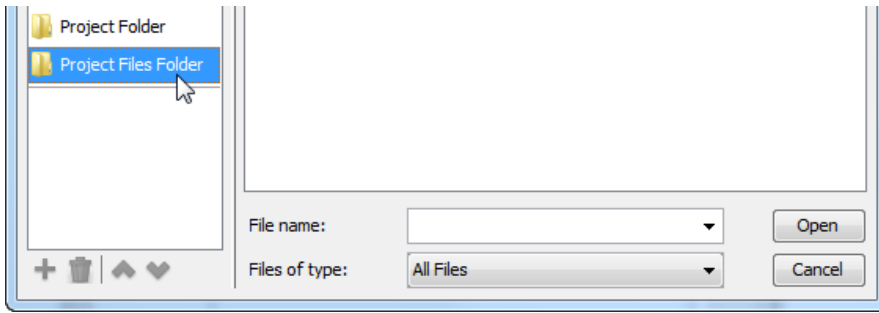 Project Folder
Project Files Folder
File name:
Open
Files of type:
All Files
Cancel